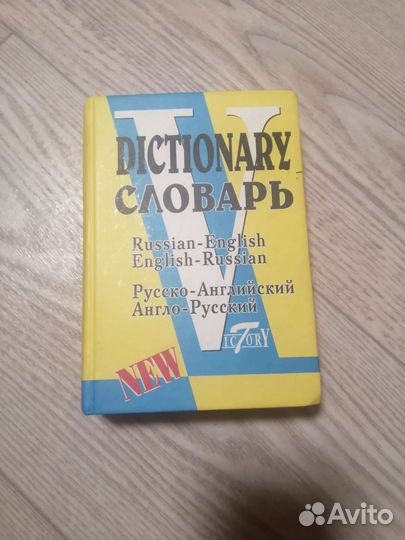 DICTIONARY
СЛОВАРЬ
Russian-English
English-Russian
Русско-Английский
Англо-Русский
VICTORY
NEW
Avito